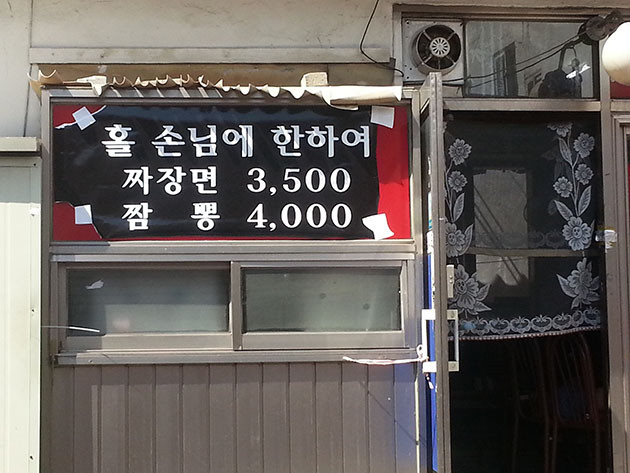 홀 손님에 한하여
짜장면 3,500
짬 뽕 4,000